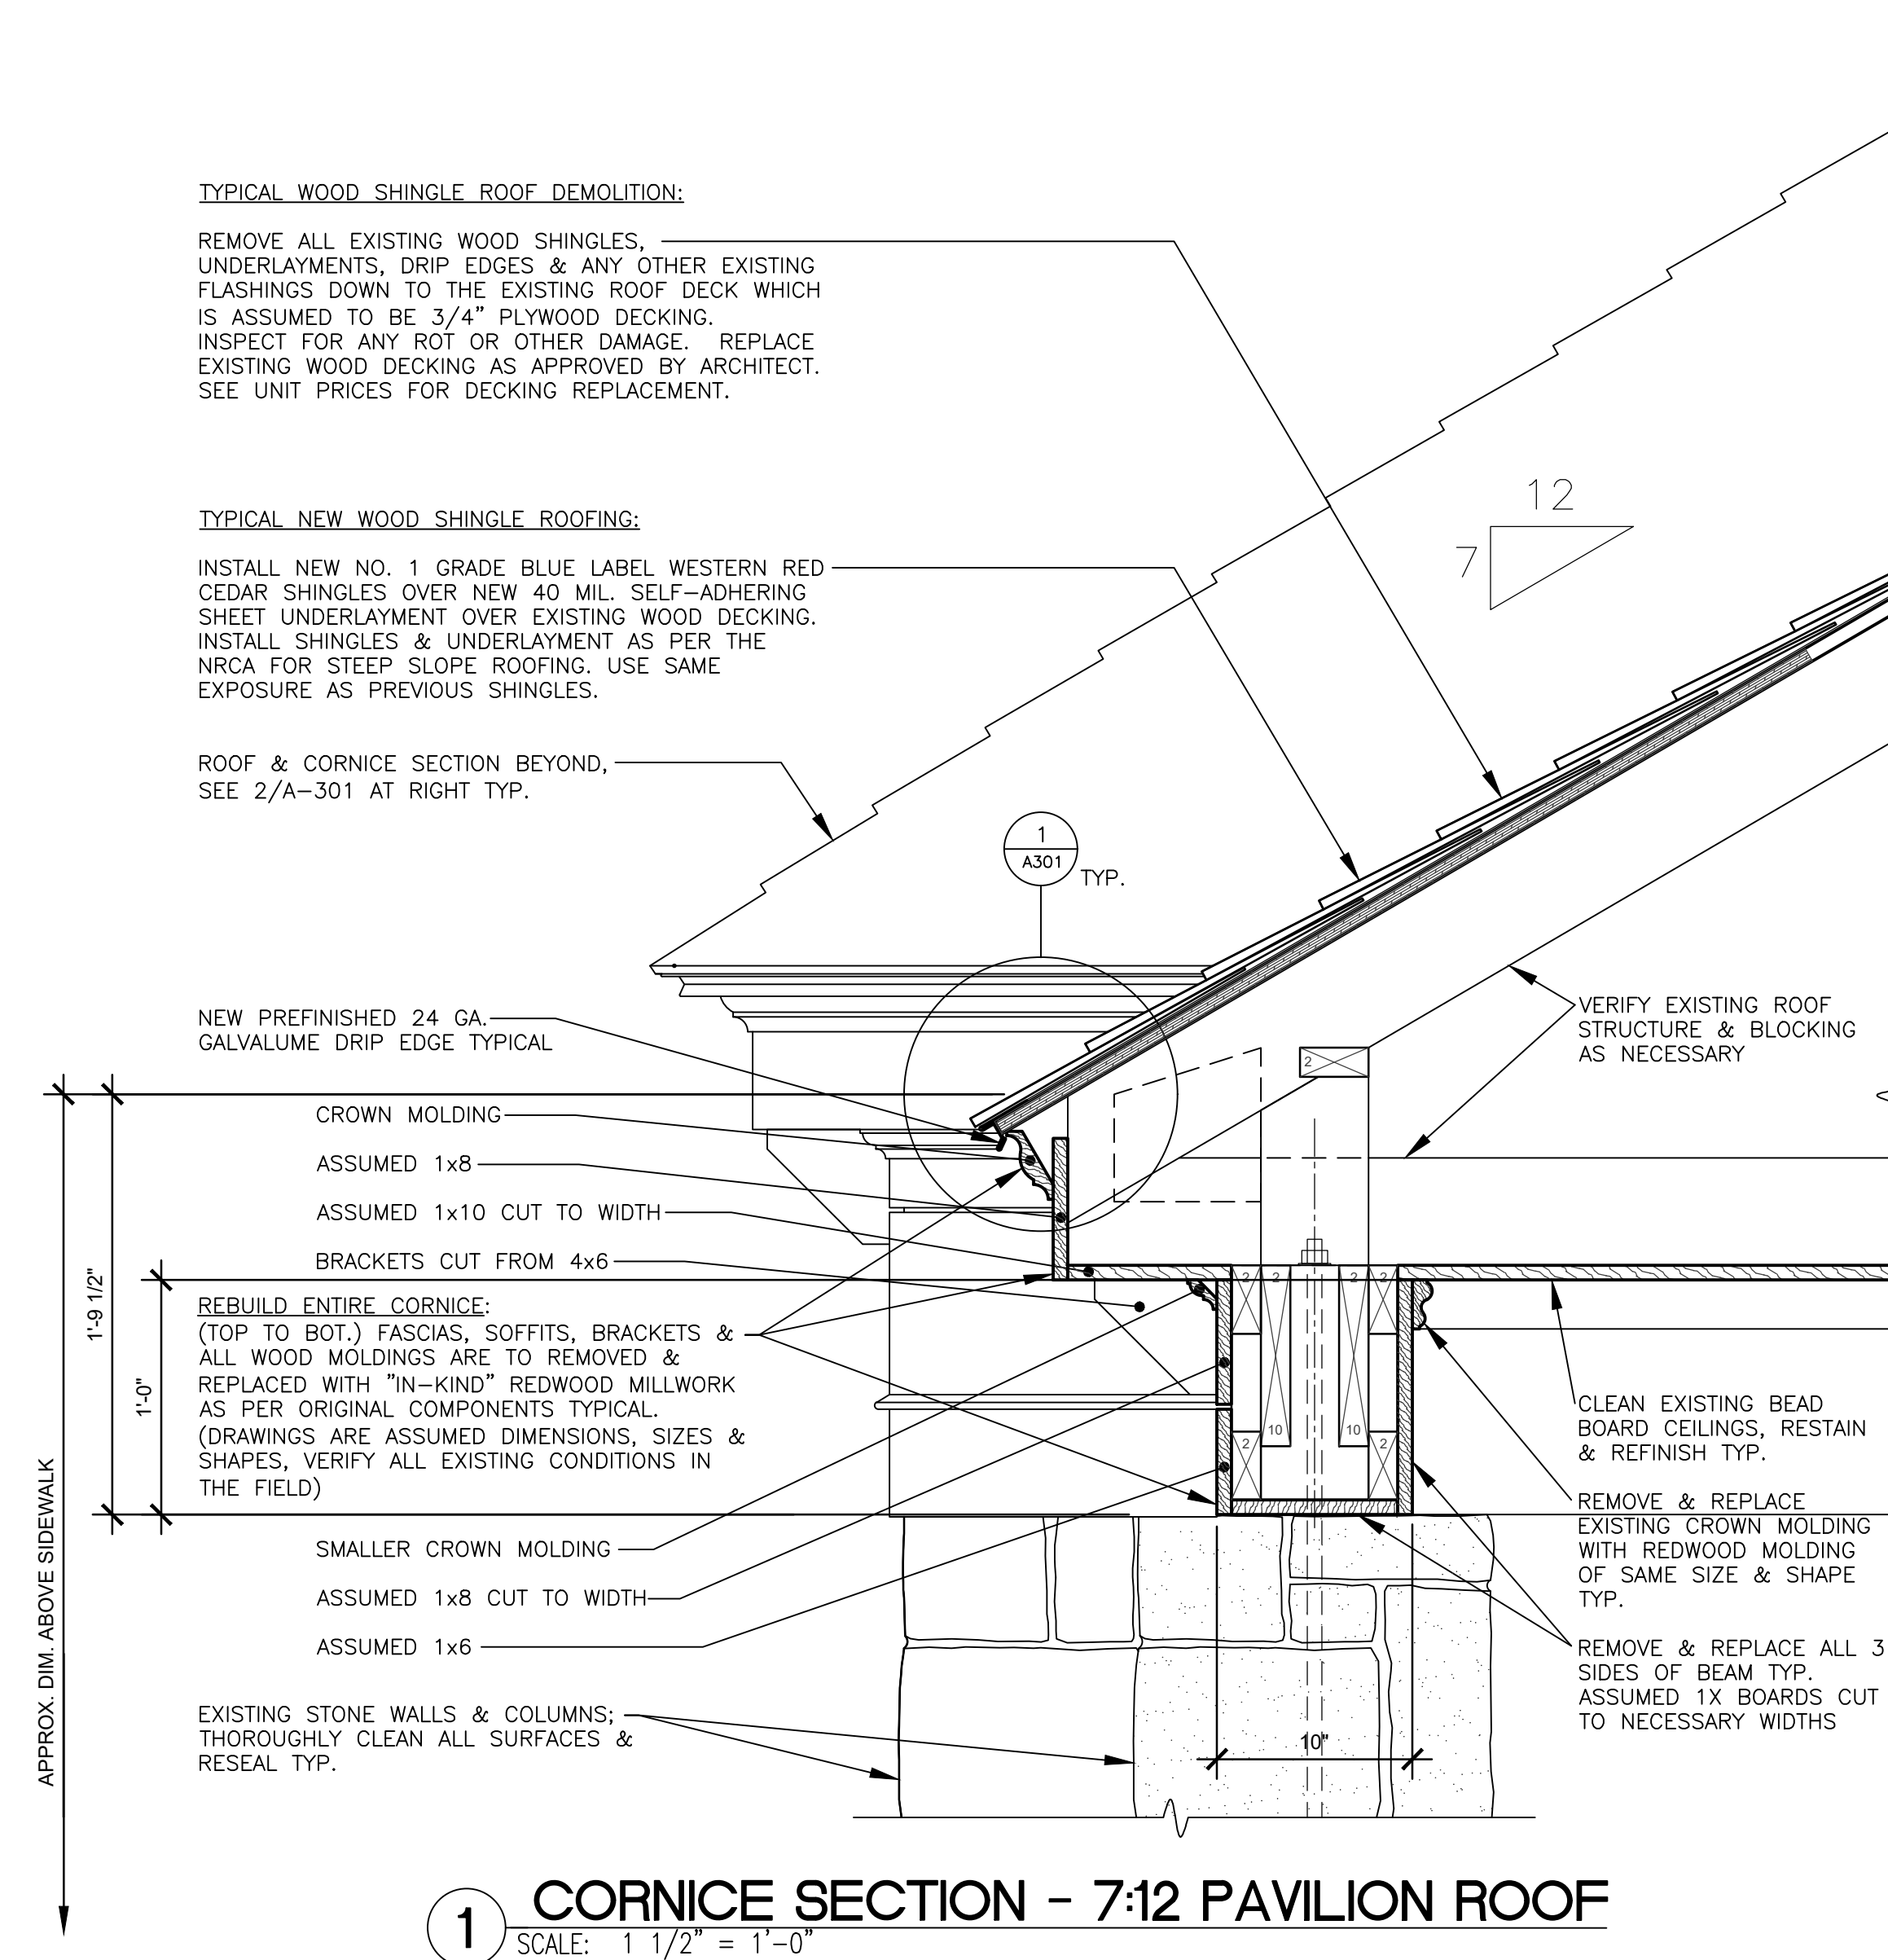 TYPICAL WOOD SHINGLE ROOF DEMOLITION:
REMOVE ALL EXISTING WOOD SHINGLES,
UNDERLAYMENTS, DRIP EDGES & ANY OTHER EXISTING
FLASHINGS DOWN TO THE EXISTING ROOF DECK WHICH
IS ASSUMED TO BE 3/4" PLYWOOD DECKING.
INSPECT FOR ANY ROT OR OTHER DAMAGE. REPLACE
EXISTING WOOD DECKING AS APPROVED BY ARCHITECT.
SEE UNIT PRICES FOR DECKING REPLACEMENT.
12
7
TYPICAL NEW WOOD SHINGLE ROOFING:
INSTALL NEW NO. 1 GRADE BLUE LABEL WESTERN RED
CEDAR SHINGLES OVER NEW 40 MIL. SELF-ADHERING
SHEET UNDERLAYMENT OVER EXISTING WOOD DECKING.
INSTALL SHINGLES & UNDERLAYMENT AS PER THE
NRCA FOR STEEP SLOPE ROOFING. USE SAME
EXPOSURE AS PREVIOUS SHINGLES.
ROOF & CORNICE SECTION BEYOND,
SEE 2/A-301 AT RIGHT TYP.
1
A301
TYP.
NEW PREFINISHED 24 GA.
GALVALUME DRIP EDGE TYPICAL
VERIFY EXISTING ROOF
STRUCTURE & BLOCKING
AS NECESSARY
2
CROWN MOLDING
ASSUMED 1x8
ASSUMED 1x10 CUT TO WIDTH
BRACKETS CUT FROM 4x6
2
2
2
2
10
10
2
2
1'-9 1/2"
1'-0"
REBUILD ENTIRE CORNICE:
(TOP TO BOT.) FASCIAS, SOFFITS, BRACKETS &
ALL WOOD MOLDINGS ARE TO REMOVED &
REPLACED WITH "IN-KIND" REDWOOD MILLWORK
AS PER ORIGINAL COMPONENTS TYPICAL.
(DRAWINGS ARE ASSUMED DIMENSIONS, SIZES &
SHAPES, VERIFY ALL EXISTING CONDITIONS IN
THE FIELD)
CLEAN EXISTING BEAD
BOARD CEILINGS, RESTAIN
& REFINISH TYP.
REMOVE & REPLACE
EXISTING CROWN MOLDING
WITH REDWOOD MOLDING
OF SAME SIZE & SHAPE
TYP.
SMALLER CROWN MOLDING
ASSUMED 1x8 CUT TO WIDTH
ASSUMED 1x6
REMOVE & REPLACE ALL 3
SIDES OF BEAM TYP.
ASSUMED 1X BOARDS CUT
TO NECESSARY WIDTHS
APPROX. DIM. ABOVE SIDEWALK
EXISTING STONE WALLS & COLUMNS;
THOROUGHLY CLEAN ALL SURFACES &
RESEAL TYP.
10"
1
CORNICE SECTION - 7:12 PAVILION ROOF
SCALE: 1 1/2" = 1'-0"